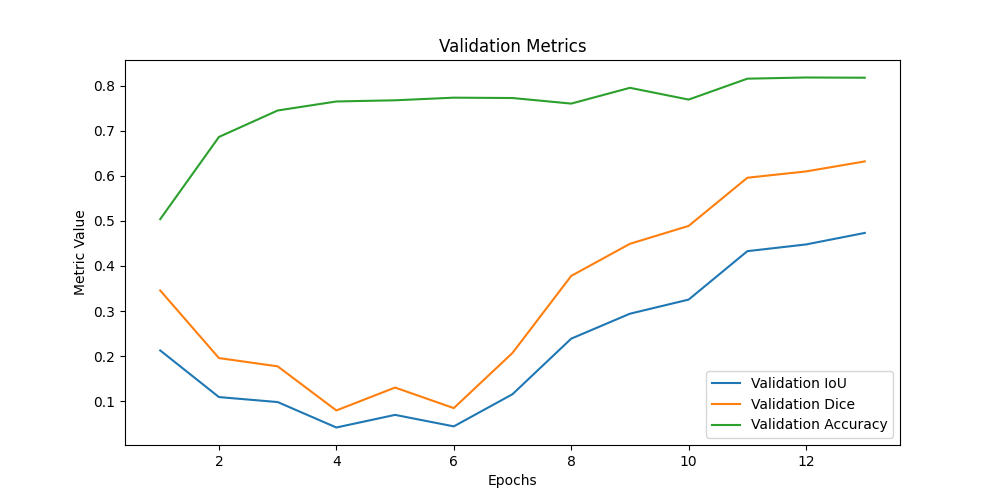 Validation Metrics
Metric Value
0.8
0.7
0.6
0.5
0.4
0.3
0.2
0.1
Validation IoU
Validation Dice
Validation Accuracy
2 4 6 8 10 12
Epochs